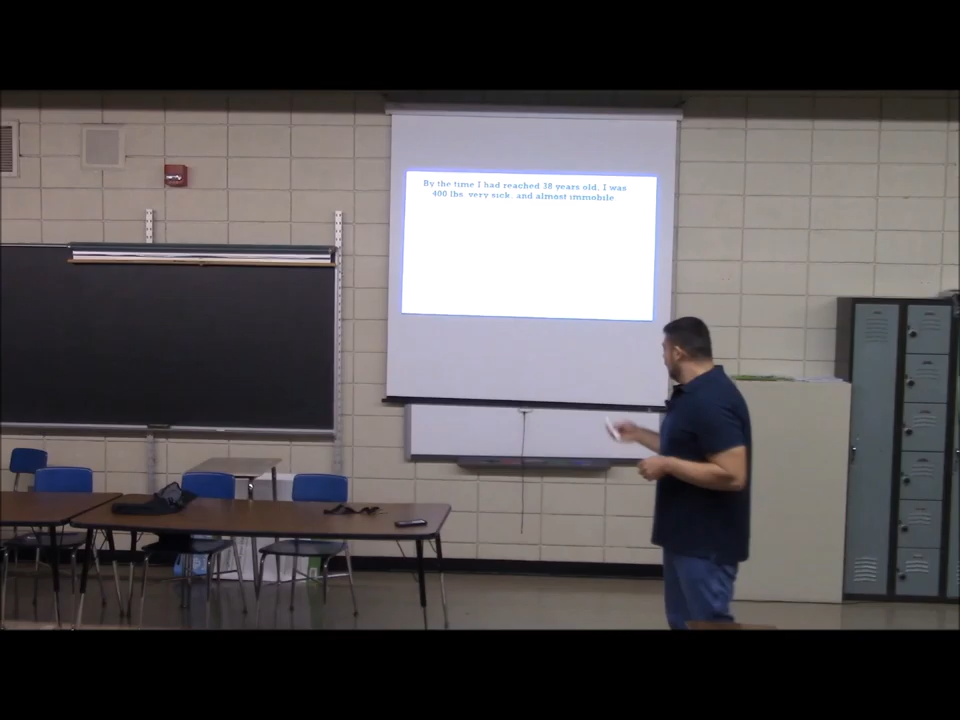 By the time I had reached 38 years old, I was
400 lbs, very sick, and almost immobile